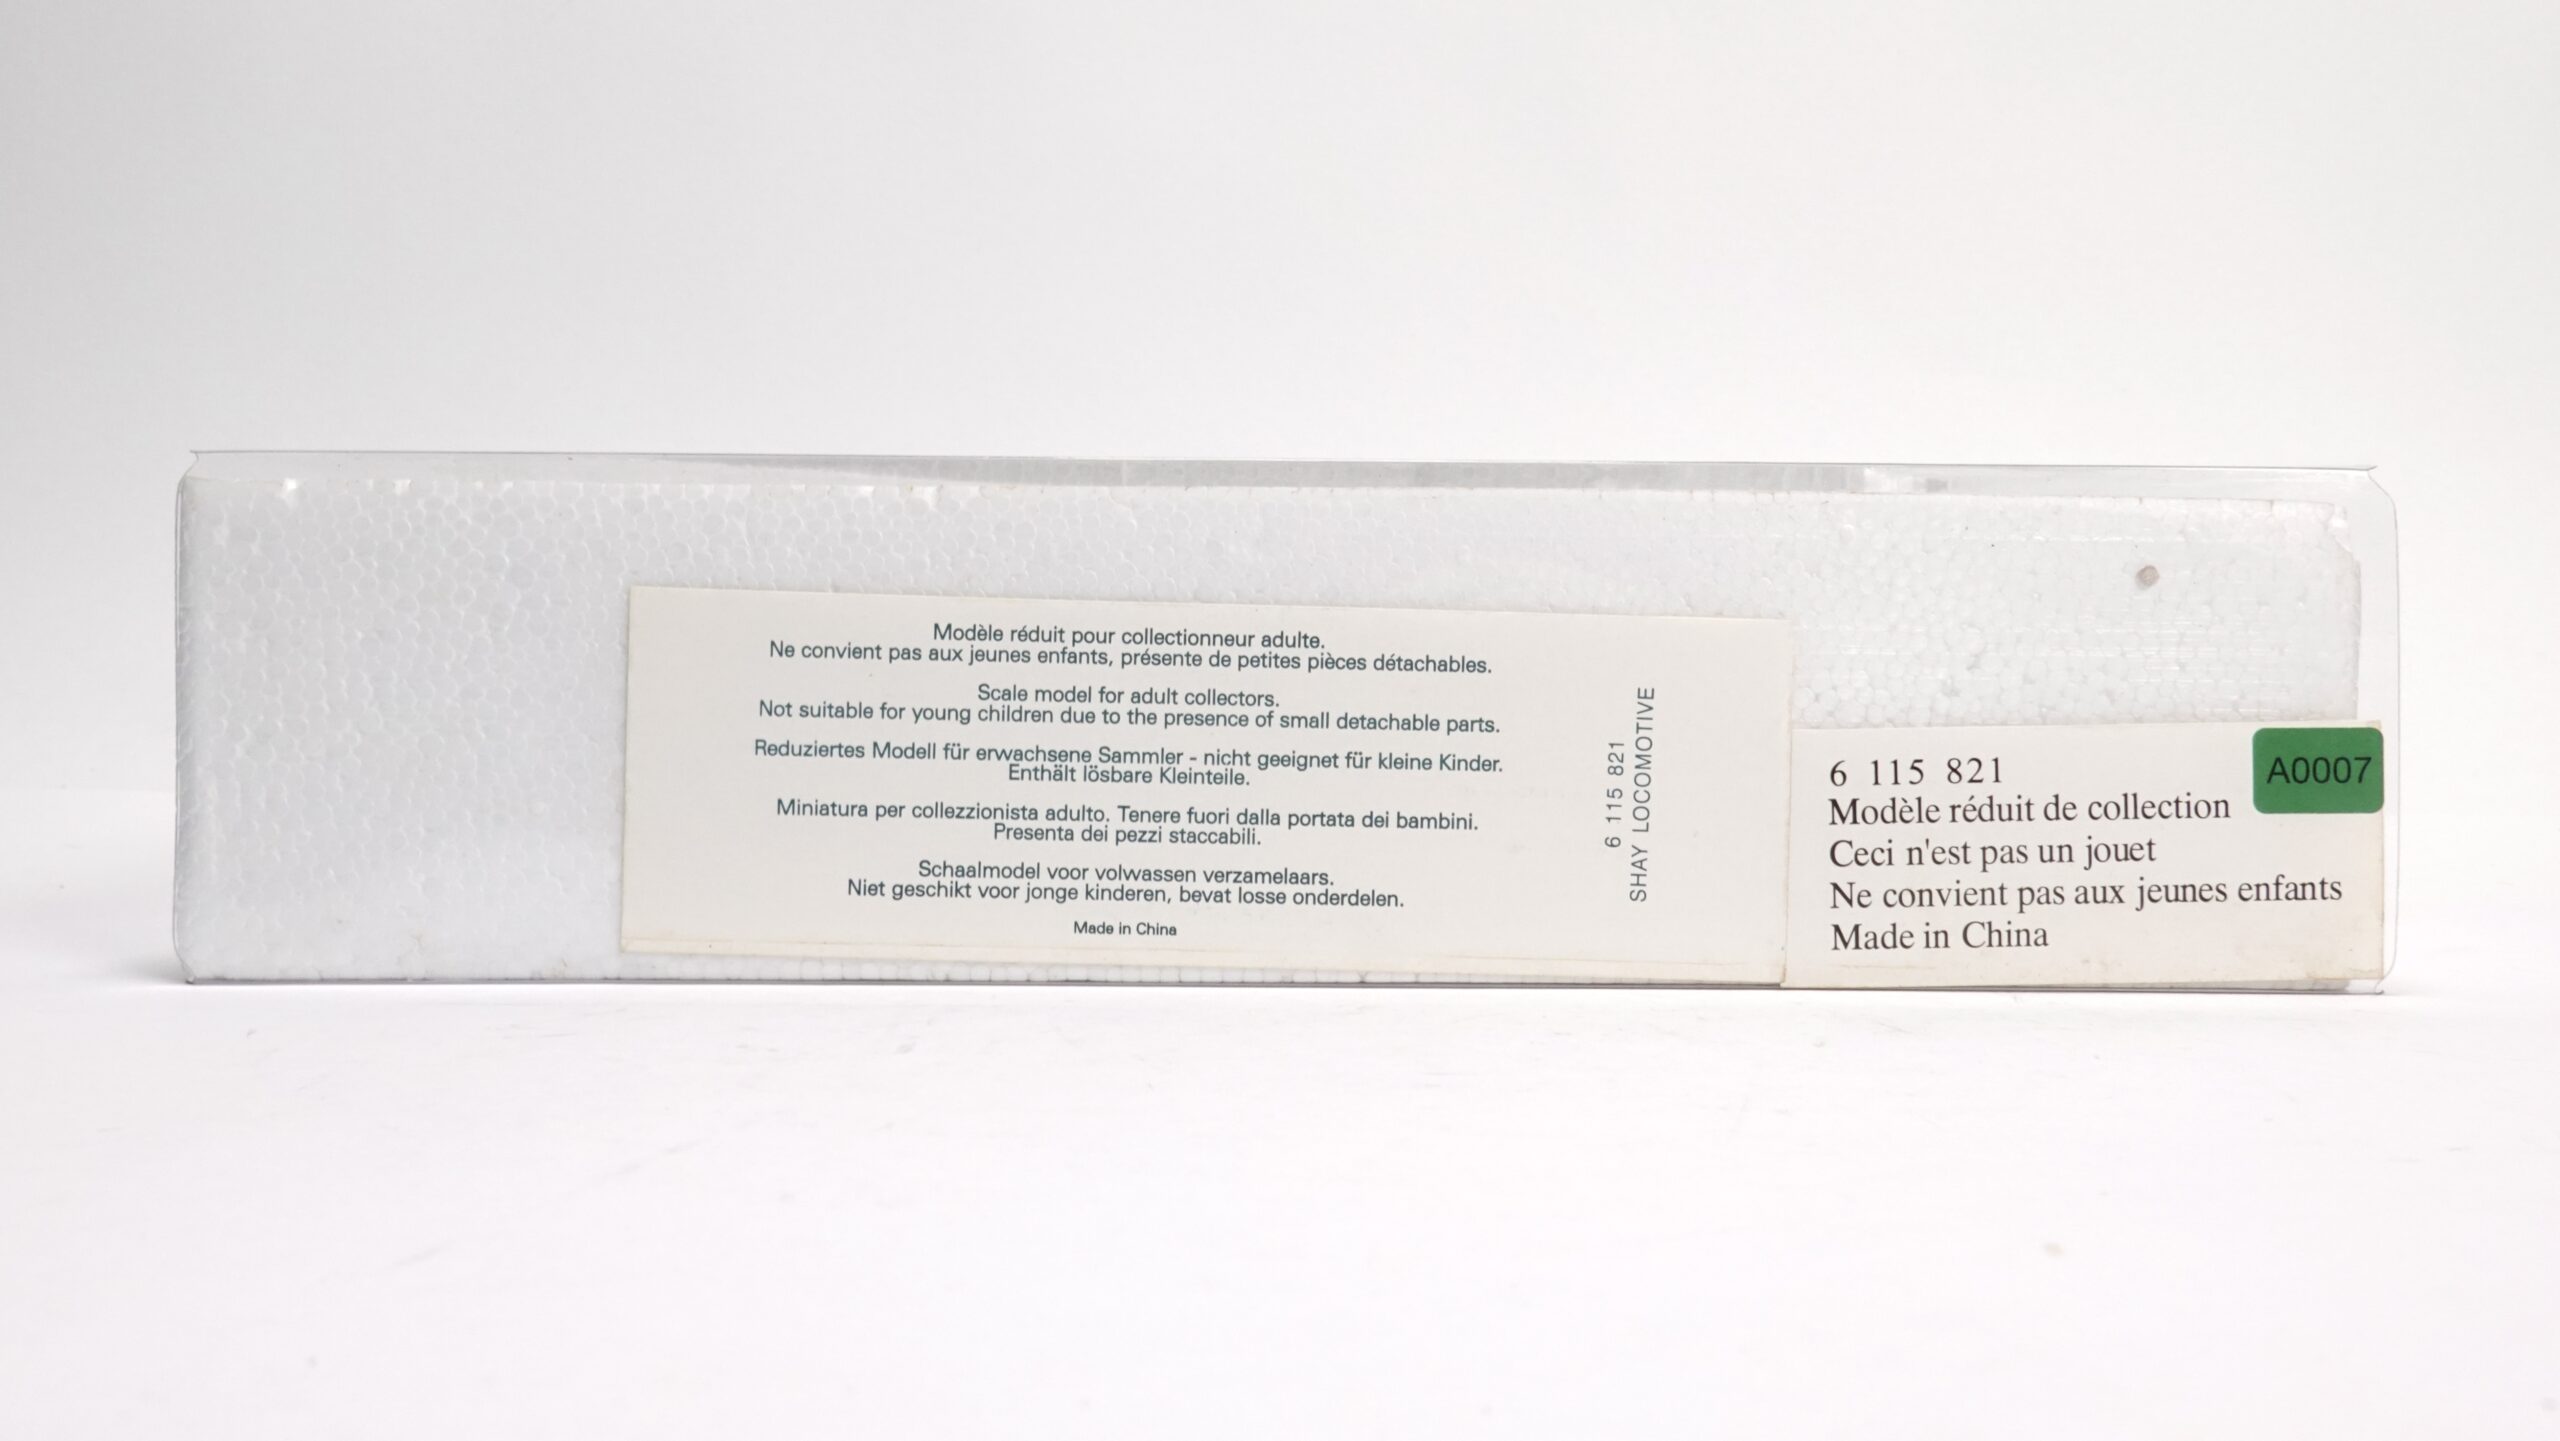 Modèle réduit pour collectionneur adulte.
Ne convient pas aux jeunes enfants, présente de petites pièces détachables.
Scale model for adult collectors.
Not suitable for young children due to the presence of small detachable parts.
Reduziertes Modell für erwachsene Sammler - nicht geeignet für kleine Kinder.
Enthält lösbare Kleinteile.
Miniatura per collezzionista adulto. Tenere fuori dalla portata dei bambini.
Presenta dei pezzi staccabili.
Schaalmodel voor volwassen verzamelaars.
Niet geschikt voor jonge kinderen, bevat losse onderdelen.
Made in China
6 115 821
SHAY LOCOMOTIVE
6 115 821
Modèle réduit de collection
Ceci n'est pas un jouet
Ne convient pas aux jeunes enfants
Made in China
A0007